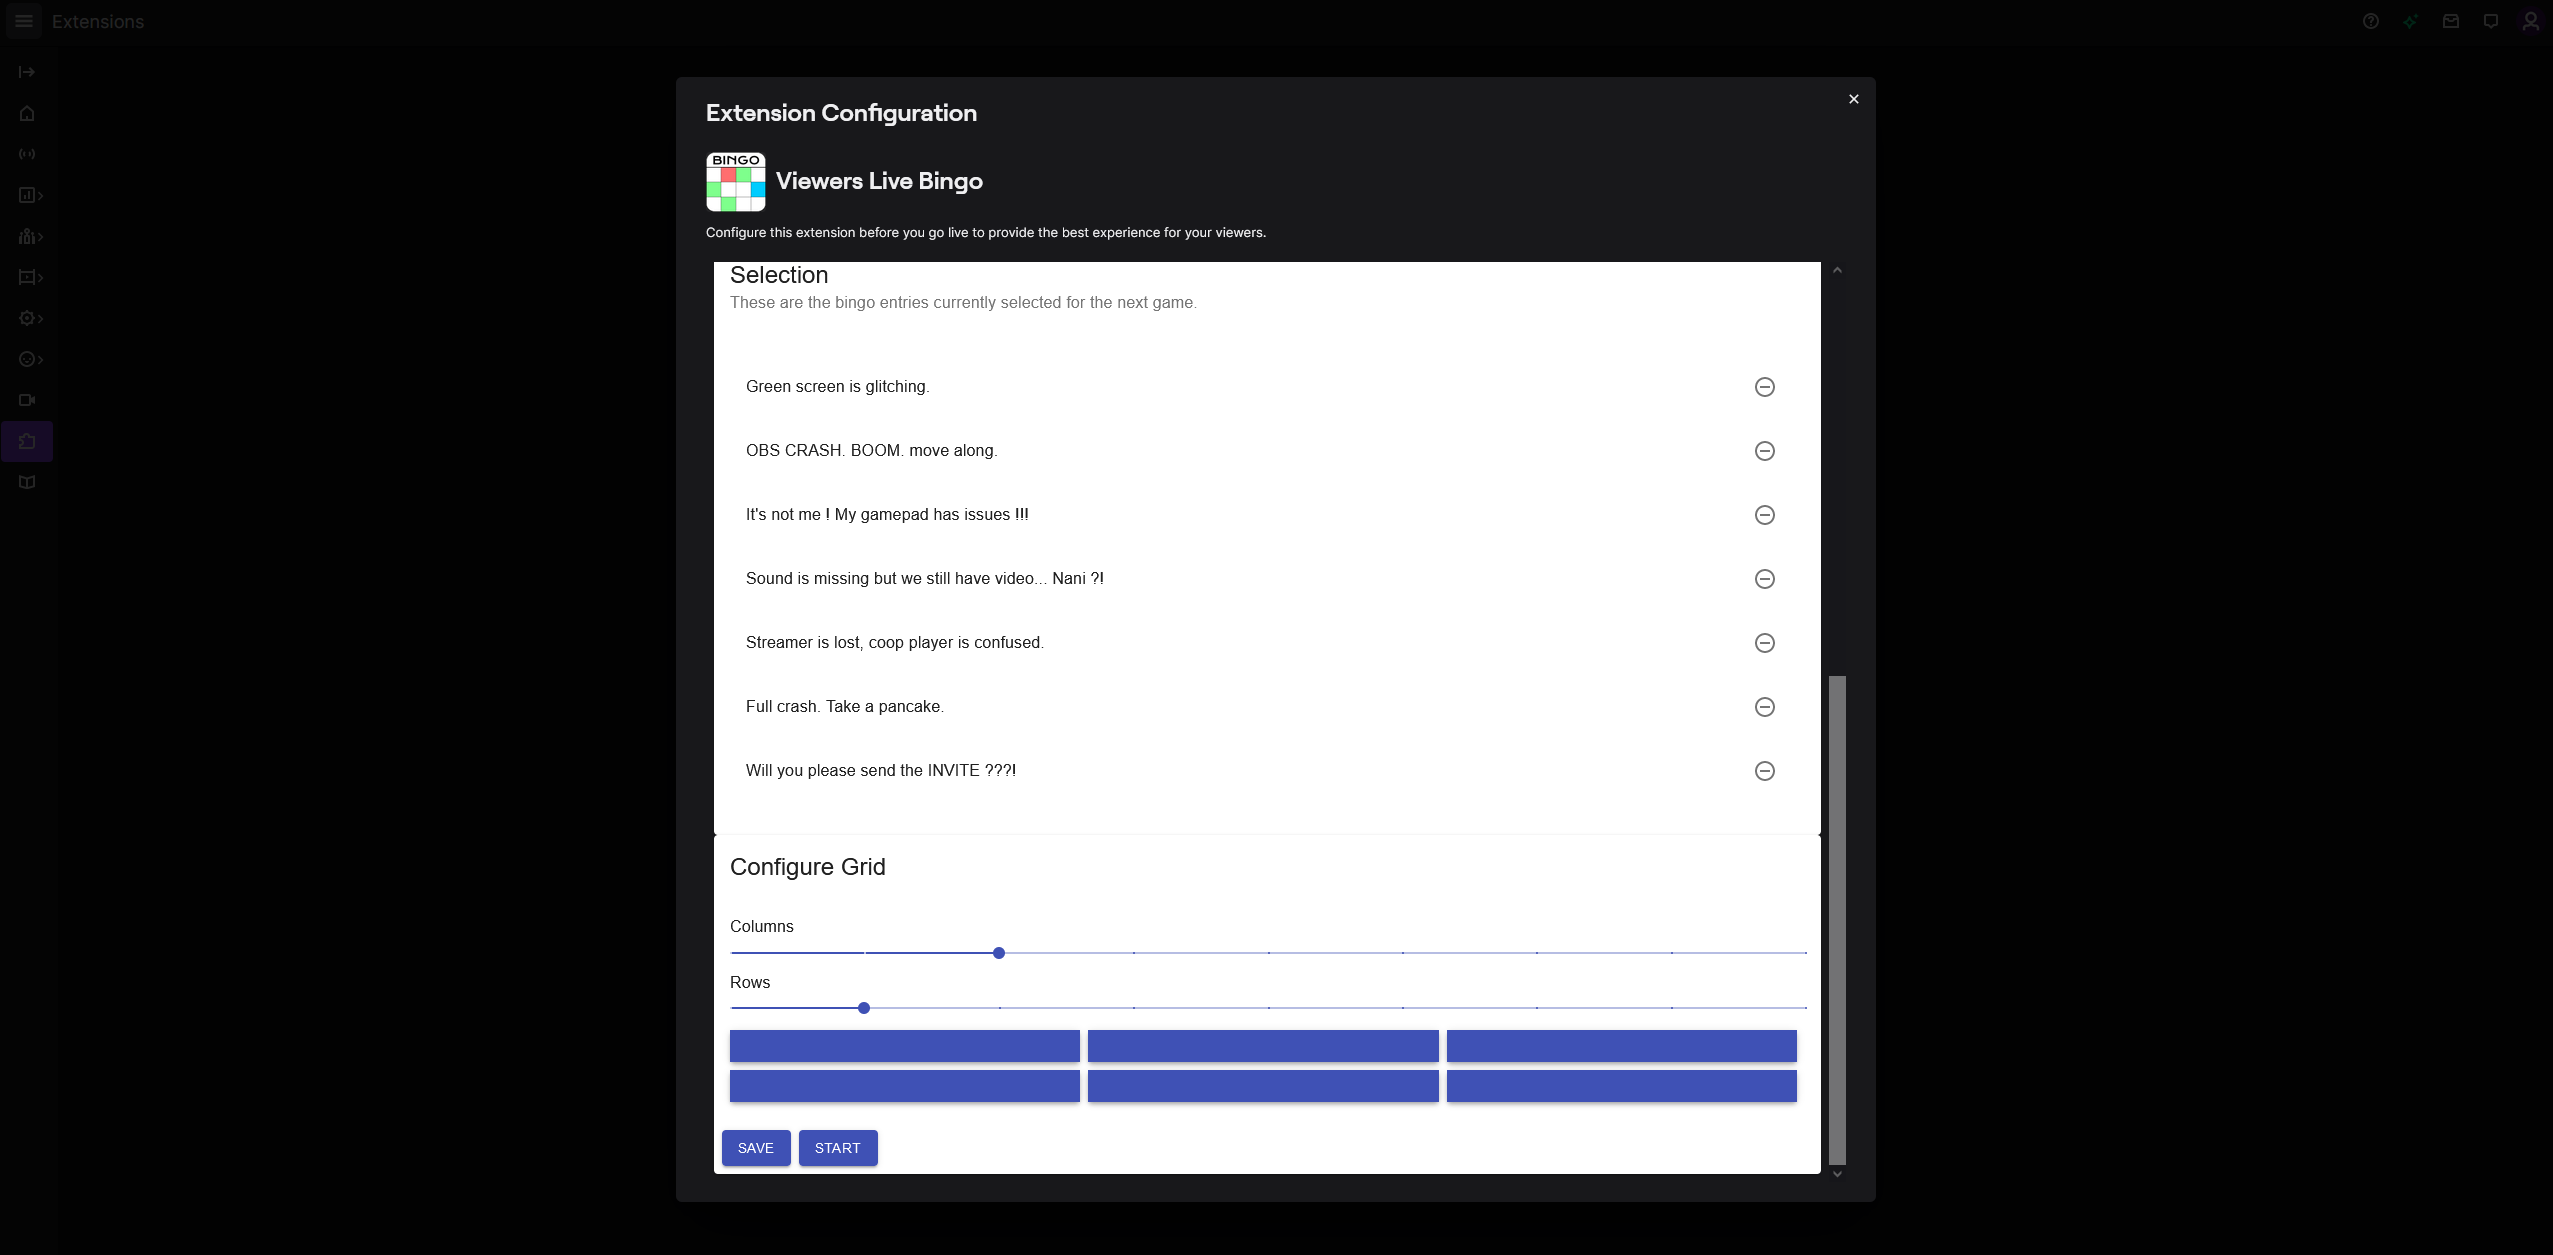 Extensions
Extension Configuration
BINGO
Viewers Live Bingo
Configure this extension before you go live to provide the best experience for your viewers.
Selection
These are the bingo entries currently selected for the next game.
Green screen is glitching.
OBS CRASH. BOOM. move along.
It's not me ! My gamepad has issues !!!
Sound is missing but we still have video... Nani ?!
Streamer is lost, coop player is confused.
Full crash. Take a pancake.
Will you please send the INVITE ???!
Configure Grid
Columns
Rows
SAVE START